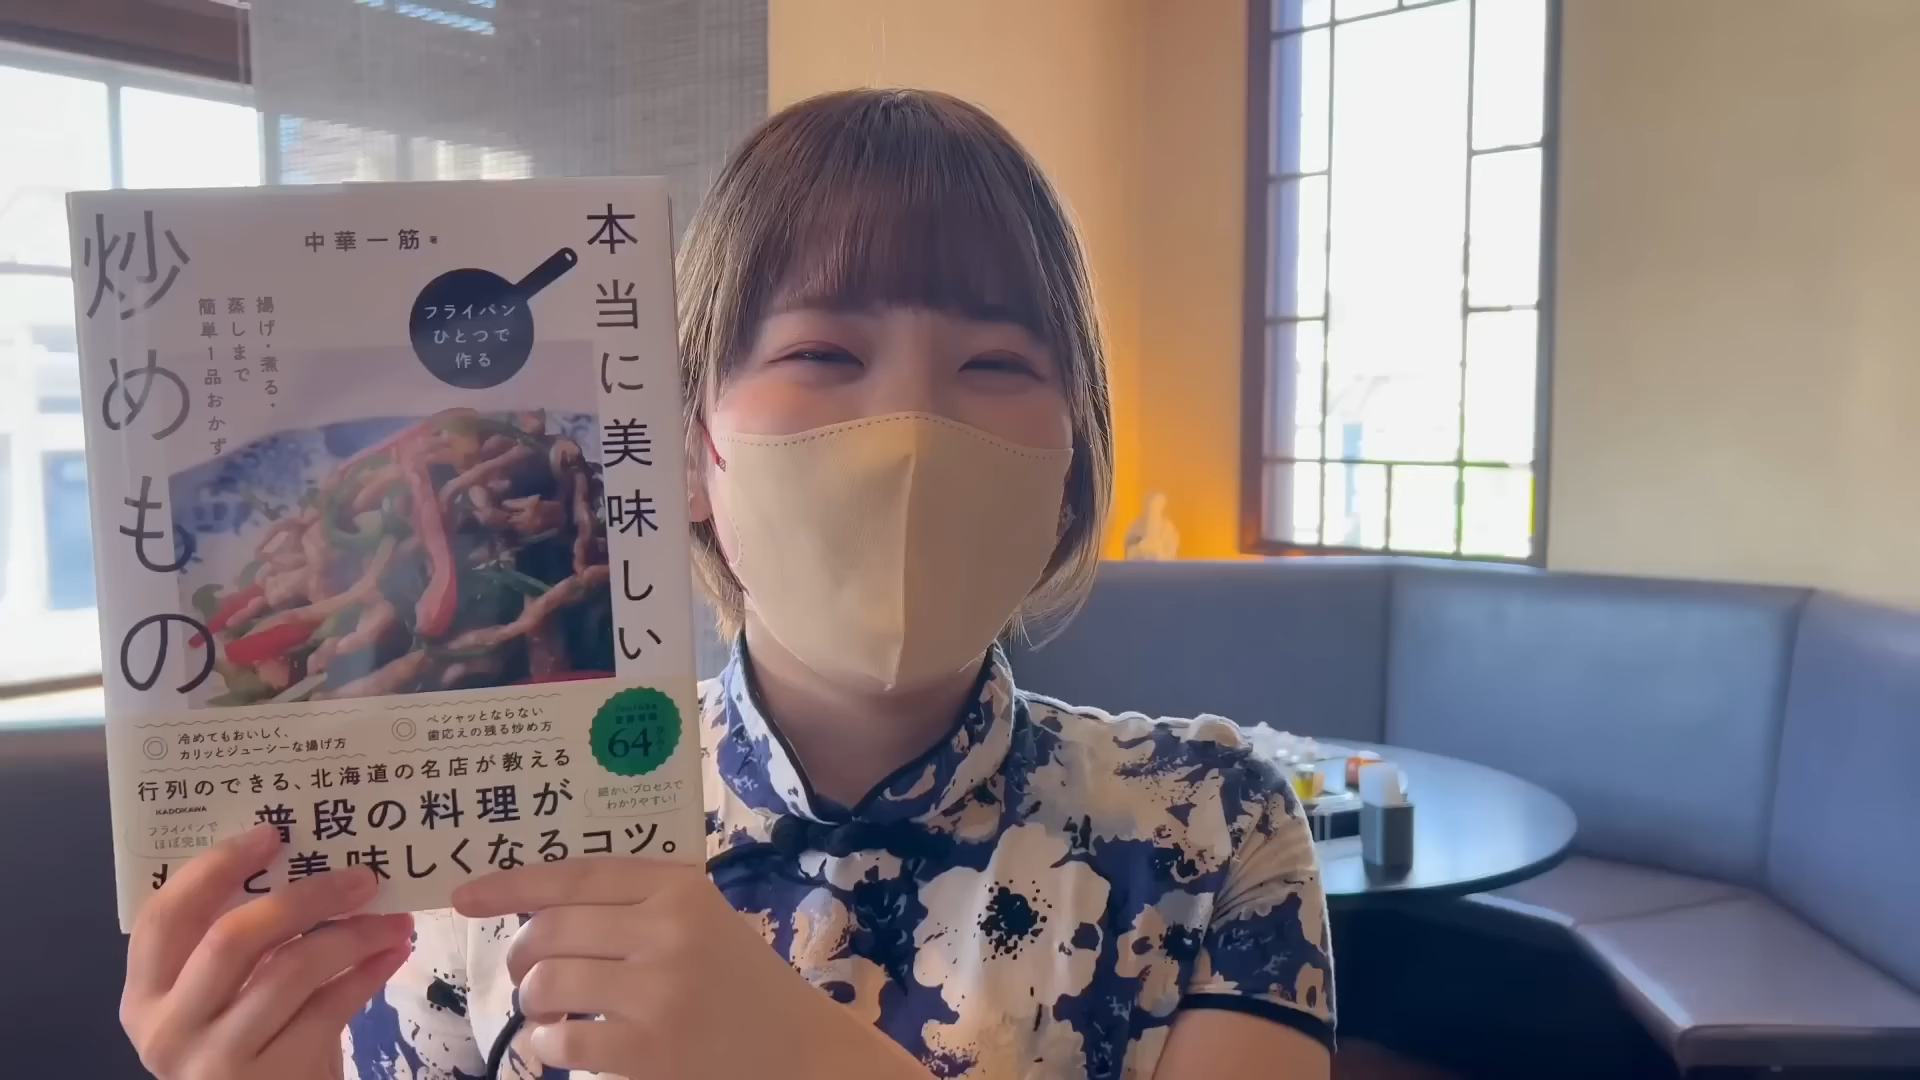 中華一筋 著
本当に美味しい
炒めもの
フライパン
ひとつで
作る
揚げ・煮る・
蒸しまで
簡単1品おかず
冷めてもおいしく、
カリッとジューシーな揚げ方
ベシャッとならない
歯応えの残る炒め方
64
行列のできる、北海道の名店が教える
普段の料理が
と美味しくなるコツ。
細かいプロセスで
わかりやすい!
KADOKAWA
フライパンで
ほぼ完結!